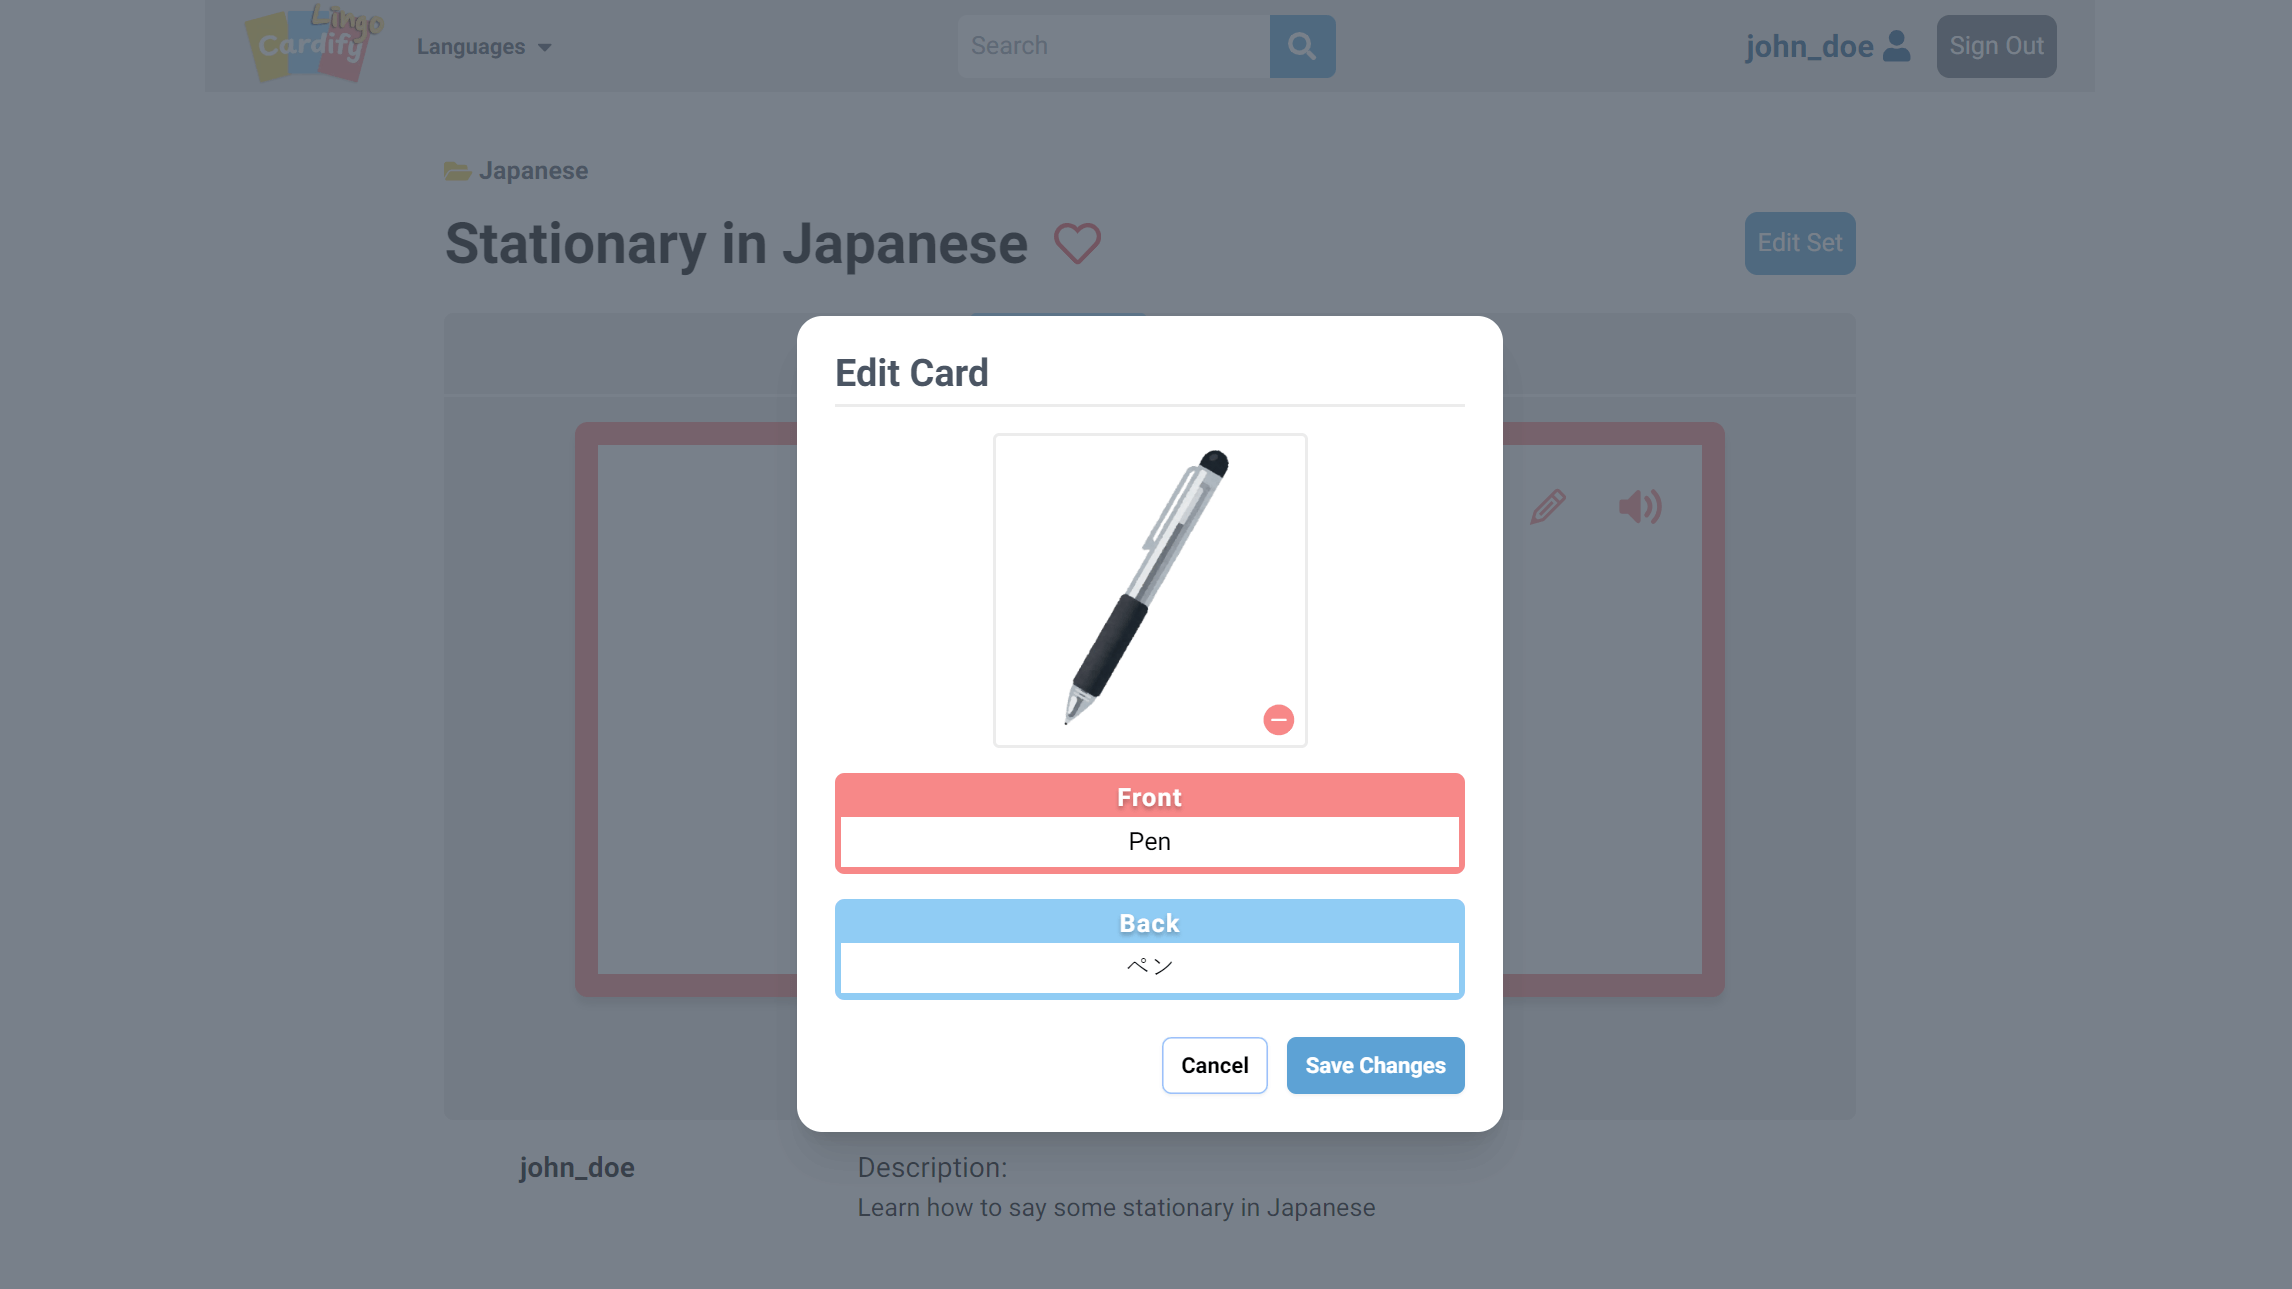 Lingo
Cardify
Languages
Search
john_doe
Sign Out
Japanese
Stationary in Japanese
Edit Set
Edit Card
Front
Pen
Back
ペン
Cancel
Save Changes
john_doe
Description:
Learn how to say some stationary in Japanese